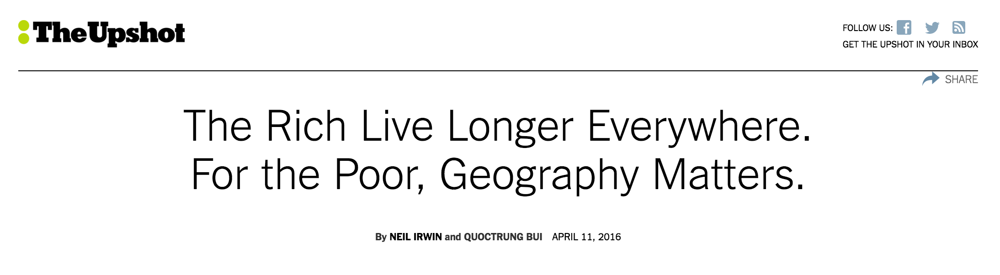 TheUpshot
FOLLOW US:
GET THE UPSHOT IN YOUR INBOX
SHARE
The Rich Live Longer Everywhere.
For the Poor, Geography Matters.
By NEIL IRWIN and QUOCTRUNG BUI APRIL 11, 2016